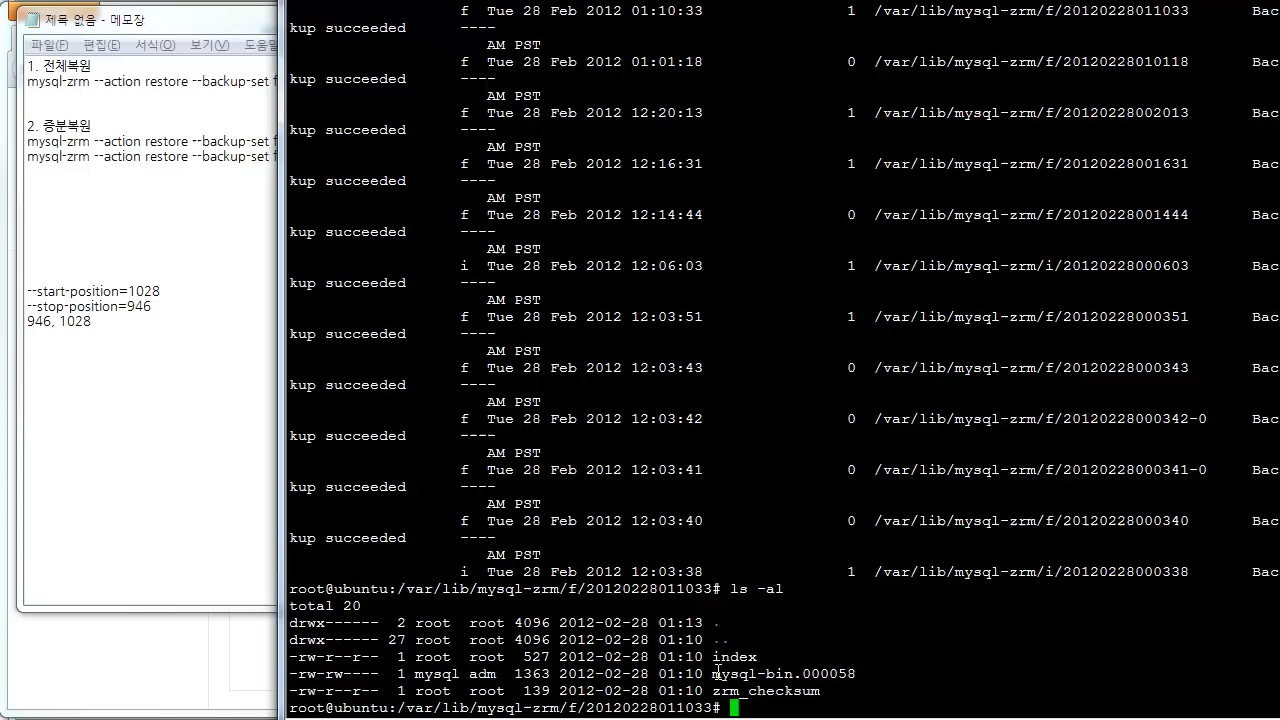 제목 없음 - 메모장
파일(F) 편집(E) 서식(O) 보기(V) 도움말
1. 전체복원
mysql-zrm --action restore --backup-set f
2. 증분복원
mysql-zrm --action restore --backup-set f
mysql-zrm --action restore --backup-set f
--start-position=1028
--stop-position=946
946, 1028
f Tue 28 Feb 2012 01:10:33 1 /var/lib/mysql-zrm/f/20120228011033 Bac
kup succeeded ----
AM PST
f Tue 28 Feb 2012 01:01:18 0 /var/lib/mysql-zrm/f/20120228010118 Bac
kup succeeded ----
AM PST
f Tue 28 Feb 2012 12:20:13 1 /var/lib/mysql-zrm/f/20120228002013 Bac
kup succeeded ----
AM PST
f Tue 28 Feb 2012 12:16:31 1 /var/lib/mysql-zrm/f/20120228001631 Bac
kup succeeded ----
AM PST
f Tue 28 Feb 2012 12:14:44 0 /var/lib/mysql-zrm/f/20120228001444 Bac
kup succeeded ----
AM PST
i Tue 28 Feb 2012 12:06:03 1 /var/lib/mysql-zrm/i/20120228000603 Bac
kup succeeded ----
AM PST
f Tue 28 Feb 2012 12:03:51 1 /var/lib/mysql-zrm/f/20120228000351 Bac
kup succeeded ----
AM PST
f Tue 28 Feb 2012 12:03:43 0 /var/lib/mysql-zrm/f/20120228000343 Bac
kup succeeded ----
AM PST
f Tue 28 Feb 2012 12:03:42 0 /var/lib/mysql-zrm/f/20120228000342-0 Bac
kup succeeded ----
AM PST
f Tue 28 Feb 2012 12:03:41 0 /var/lib/mysql-zrm/f/20120228000341-0 Bac
kup succeeded ----
AM PST
f Tue 28 Feb 2012 12:03:40 0 /var/lib/mysql-zrm/f/20120228000340 Bac
kup succeeded ----
AM PST
i Tue 28 Feb 2012 12:03:38 1 /var/lib/mysql-zrm/f/20120228000338 Bac
root@ubuntu:/var/lib/mysql-zrm/f/20120228011033# ls -al
total 20
drwx------ 2 root root 4096 2012-02-28 01:13 .
drwx------ 27 root root 4096 2012-02-28 01:10 ..
-rw-r--r-- 1 root root 527 2012-02-28 01:10 index
-rw-rw---- 1 mysql adm 1363 2012-02-28 01:10 mysql-bin.000058
-rw-r--r-- 1 root root 139 2012-02-28 01:10 zrm_checksum
root@ubuntu:/var/lib/mysql-zrm/f/20120228011033#